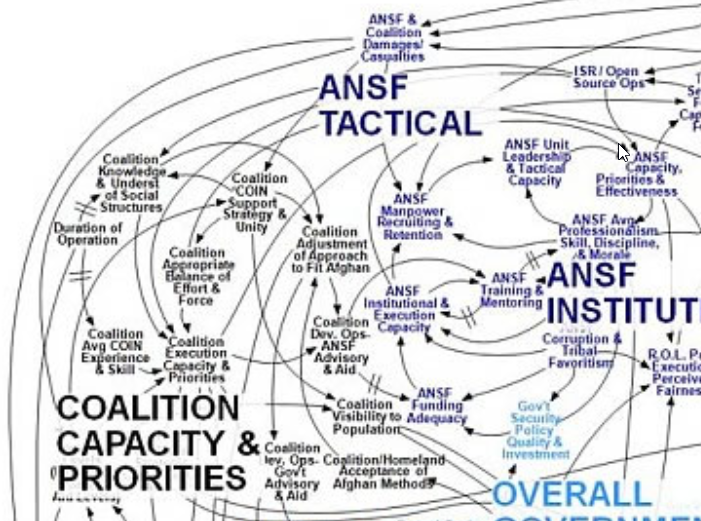 ANSF &
Coalition
Damages/
Casualties
ANSF
TACTICAL
ISR / Open
Source Ops
ANSF Unit
Leadership
& Tactical
Capacity
ANSF
Capacity,
Priorities &
Effectiveness
Coalition
Knowledge
& Underst
of Social
Structures
Coalition
COIN
Support
Strategy &
Unity
ANSF
Manpower
Recruiting &
Retention
ANSF Avg
Professionalism
Skill, Discipline,
& Morale
Duration of
Operation
Coalition
Adjustment
of Approach
to Fit Afghan
Coalition
Appropriate
Balance of
Effort &
Force
ANSF
INSTITUTI
ANSF
Training &
Mentoring
ANSF
Institutional &
Execution
Capacity
Coalition
Avg COIN
Experience
& Skill
Coalition
Execution
Capacity &
Priorities
Coalition
Dev. Ops-
ANSF
Advisory
& Aid
Corruption &
Tribal
Favoritism
R.O.L. Po
Executio
Perceive
Fairnes
ANSF
Funding
Adequacy
Gov't
Security
Policy
Quality &
Investment
Coalition
Visibility to
Population
COALITION
CAPACITY &
PRIORITIES
Coalition
Dev. Ops-
Gov't
Advisory
& Aid
Coalition/Homeland
Acceptance of
Afghan Methods
OVERALL
GOVERNMEN